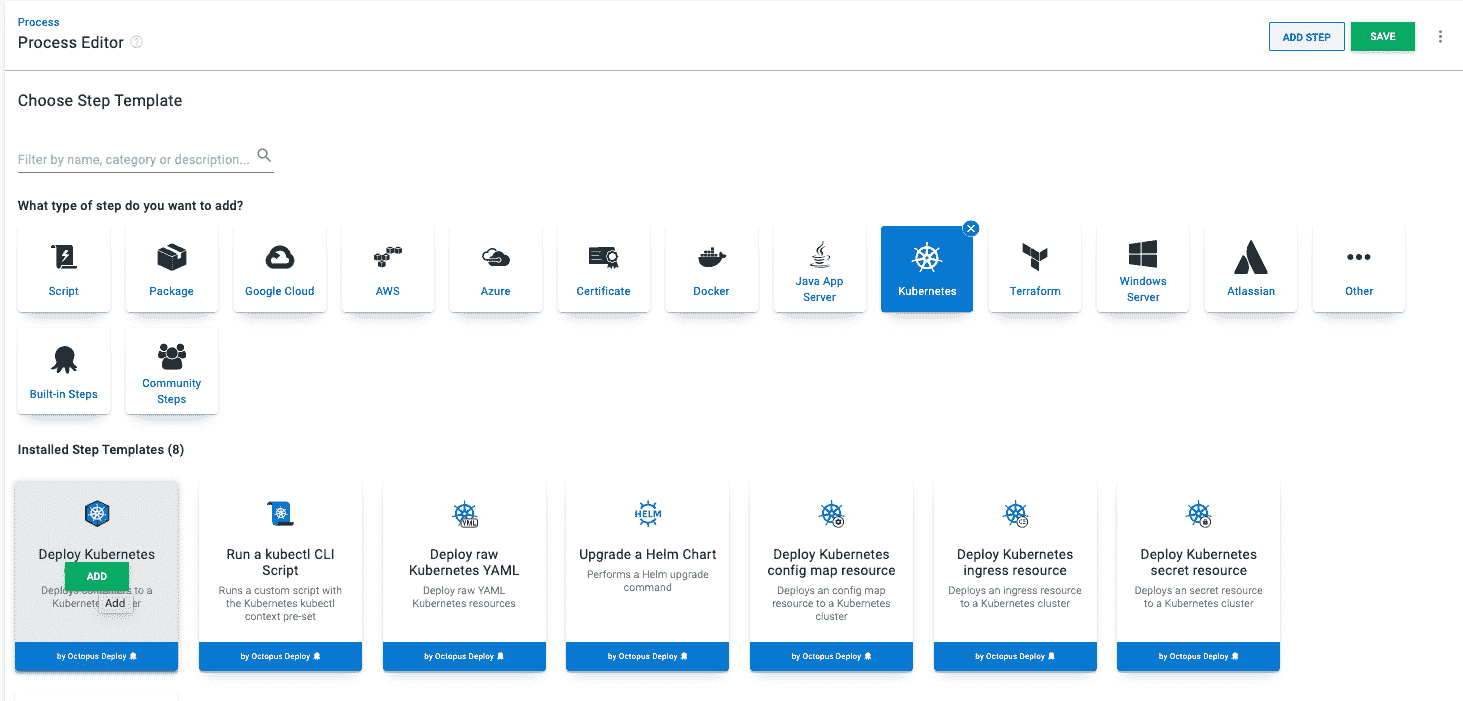 Process
Process Editor
ADD STEP
SAVE
Choose Step Template
Filter by name, category or description...
What type of step do you want to add?
Script
Package
Google Cloud
AWS
Azure
Certificate
Docker
Java App
Server
Kubernetes
Terraform
Windows
Server
Atlassian
Other
Built-in Steps
Community
Steps
Installed Step Templates (8)
Deploy Kubernetes
ADD
Deploys to a
Add
by Octopus Deploy
Run a kubectl CLI
Script
Runs a custom script with
the Kubernetes kubectl
context pre-set
by Octopus Deploy
YML
Deploy raw
Kubernetes YAML
Deploy raw YAML
Kubernetes resources
by Octopus Deploy
HELM
Upgrade a Helm Chart
Performs a Helm upgrade
command
by Octopus Deploy
Deploy Kubernetes
config map resource
Deploys an config map
resource to a Kubernetes
cluster
by Octopus Deploy
Deploy Kubernetes
ingress resource
Deploys an ingress resource
to a Kubernetes cluster
by Octopus Deploy
Deploy Kubernetes
secret resource
Deploys an secret resource
to a Kubernetes cluster
by Octopus Deploy